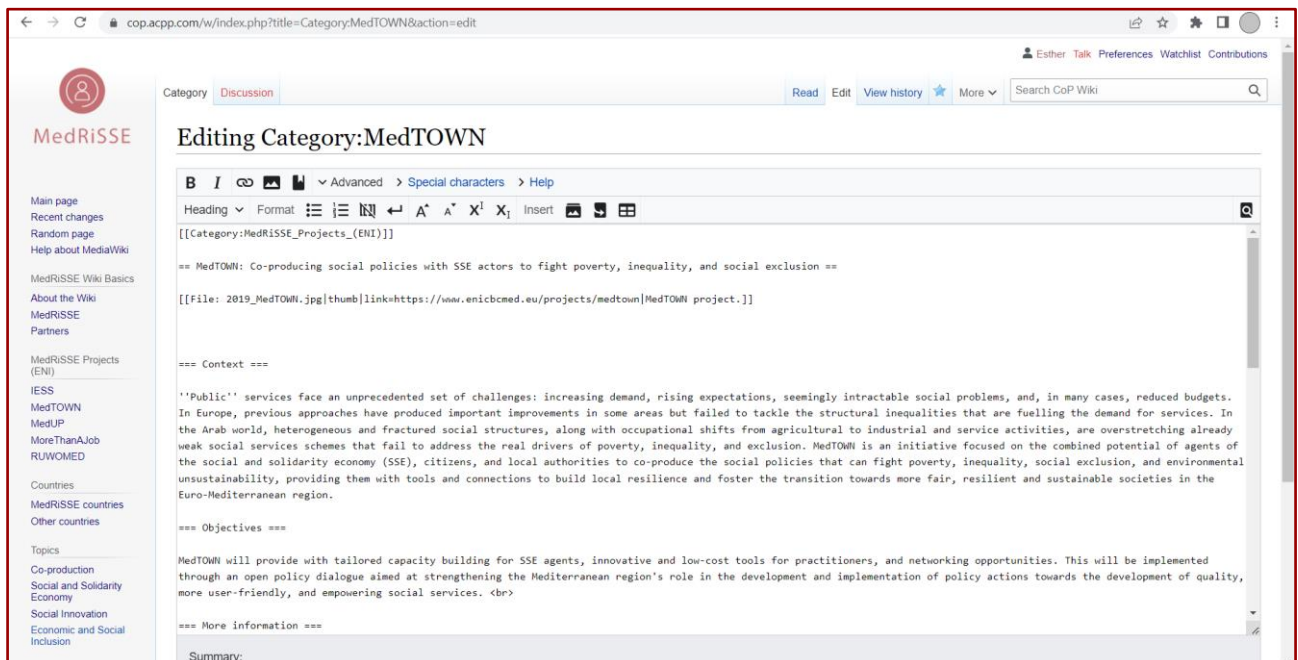 cop.acpp.com/w/index.php?title=Category:MedTOWN&action=edit
Esther Talk Preferences Watchlist Contributions
MedRiSSE
Category Discussion
Read Edit View history More Search CoP Wiki
Editing Category:MedTOWN
B I Advanced Special characters Help
Heading Format A A X I X I Insert
Main page
Recent changes
Random page
Help about MediaWiki
MedRiSSE Wiki Basics
About the Wiki
MedRiSSE
Partners
MedRiSSE Projects
(ENI)
IESS
MedTOWN
MedUP
MoreThanAJob
RUWOMED
Countries
MedRiSSE countries
Other countries
Topics
Co-production
Social and Solidarity
Economy
Social Innovation
Economic and Social
Inclusion
[[Category:MedRiSSE_Projects_(ENI)]]
== MedTOWN: Co-producing social policies with SSE actors to fight poverty, inequality, and social exclusion ==
[[File: 2019_MedTOWN.jpg|thumb|link=https://www.enicbcmed.eu/projects/medtown|MedTOWN project.]]
=== Context ===
''Public'' services face an unprecedented set of challenges: increasing demand, rising expectations, seemingly intractable social problems, and, in many cases, reduced budgets.
In Europe, previous approaches have produced important improvements in some areas but failed to tackle the structural inequalities that are fuelling the demand for services. In
the Arab world, heterogeneous and fractured social structures, along with occupational shifts from agricultural to industrial and service activities, are overstretching already
weak social services schemes that fail to address the real drivers of poverty, inequality, and exclusion. MedTOWN is an initiative focused on the combined potential of agents of
the social and solidarity economy (SSE), citizens, and local authorities to co-produce the social policies that can fight poverty, inequality, social exclusion, and environmental
unsustainability, providing them with tools and connections to build local resilience and foster the transition towards more fair, resilient and sustainable societies in the
Euro-Mediterranean region.
=== Objectives ===
MedTOWN will provide with tailored capacity building for SSE agents, innovative and low-cost tools for practitioners, and networking opportunities. This will be implemented
through an open policy dialogue aimed at strengthening the Mediterranean region's role in the development and implementation of policy actions towards the development of quality,
more user-friendly, and empowering social services. <br>
=== More information ===
Summary: